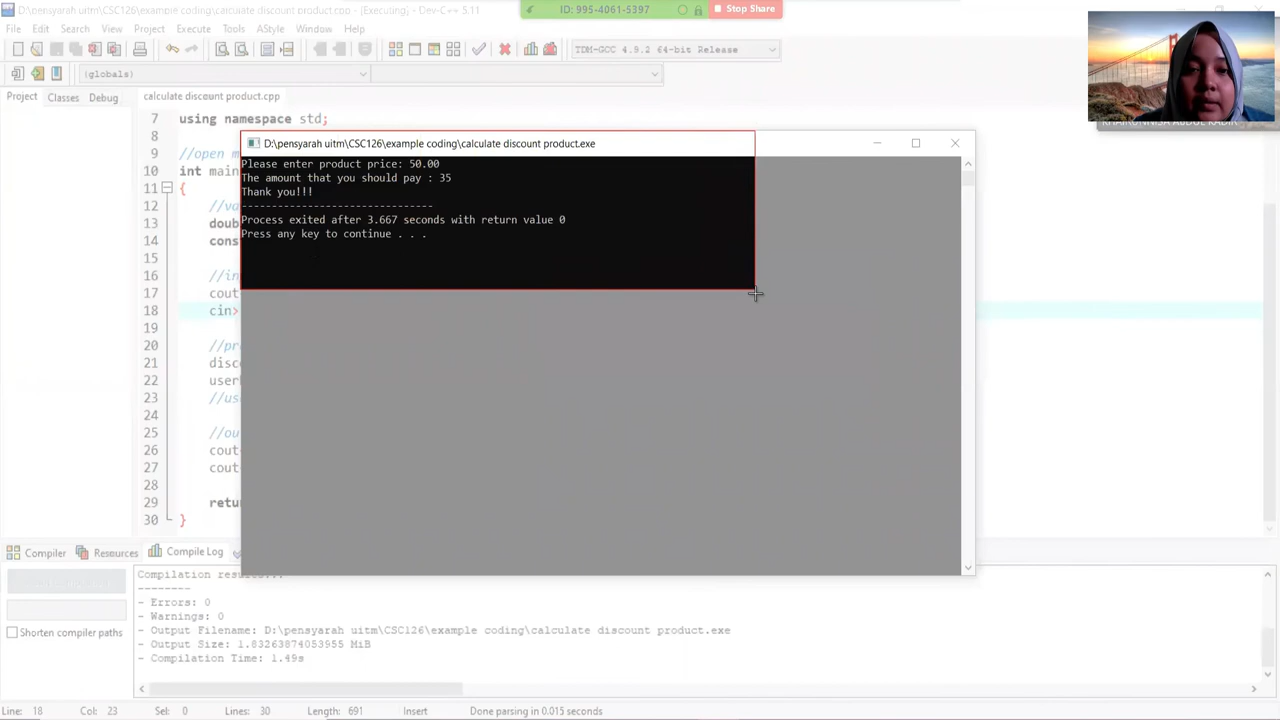 D:\pensyarah uitm\CSC126\example coding\calculate discount product.cpp - [Executing] - Dev-C++ 5.11
ID: 995-4061-5397
Stop Share
File Edit Search View Project Execute Tools AStyle Window Help
TDM-GCC 4.9.2 64-bit Release
(globals)
Project Classes Debug
calculate discount product.cpp
7 using namespace std;
8
9 //open m
10 int main
11 {
12 //va
13 doub
14 cons
15
16 //in
17 cout
18 cin>
19
20 //pr
21 disc
22
23 //us
24
25 //ou
26 cout
27 cout
28
29 retu
30 }
D:\pensyarah uitm\CSC126\example coding\calculate discount product.exe
Please enter product price: 50.00
The amount that you should pay : 35
Thank you!!!
--------------------------------
Process exited after 3.667 seconds with return value 0
Press any key to continue . . .
Compiler Resources Compile Log
Shorten compiler paths
Compilation results...
--------
- Errors: 0
- Warnings: 0
- Output Filename: D:\pensyarah uitm\CSC126\example coding\calculate discount product.exe
- Output Size: 1.83263874053955 MiB
- Compilation Time: 1.49s
Line: 18 Col: 23 Sel: 0 Lines: 30 Length: 691 Insert Done parsing in 0.015 seconds